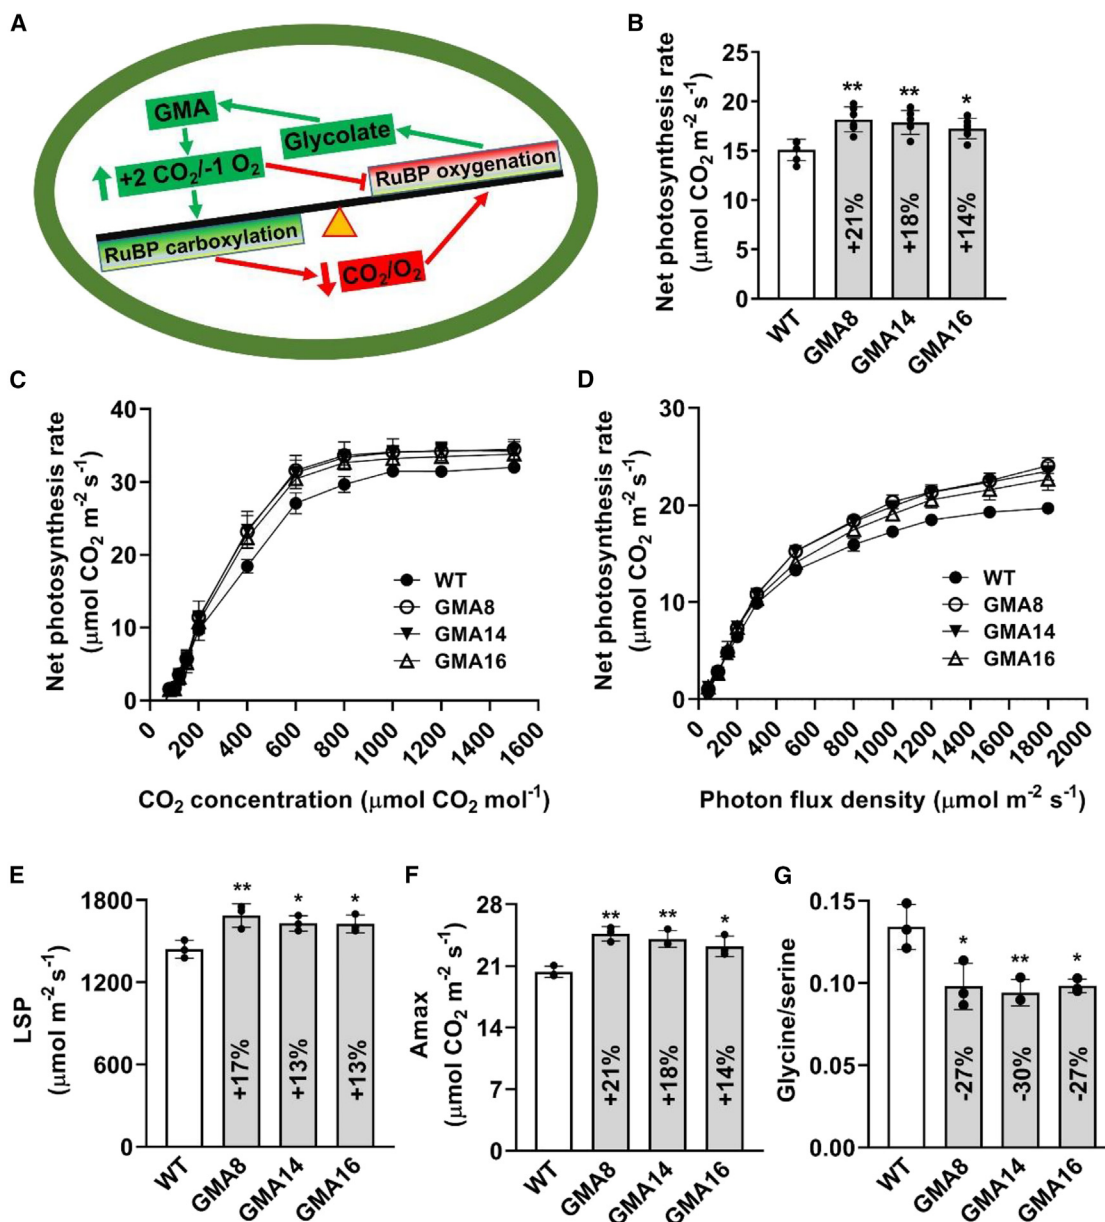 A
GMA
Glycolate
+2 CO₂/-1 O₂
RuBP oxygenation
RuBP carboxylation
CO₂/O₂
B
Net photosynthesis rate
(μmol CO₂ m⁻² s⁻¹)
25
20
15
10
5
0
**
**
*
+21%
+18%
+14%
WT
GMA8
GMA14
GMA16
C
Net photosynthesis rate
(μmol CO₂ m⁻² s⁻¹)
40
30
20
10
0
WT
GMA8
GMA14
GMA16
0
200
400
600
800
1000
1200
1400
1600
CO₂ concentration (μmol CO₂ mol⁻¹)
D
Net photosynthesis rate
(μmol CO₂ m⁻² s⁻¹)
30
20
10
0
WT
GMA8
GMA14
GMA16
0
200
400
600
800
1000
1200
1400
1600
1800
2000
Photon flux density (μmol m⁻² s⁻¹)
E
LSP
(μmol m⁻² s⁻¹)
1800
1200
600
0
**
*
*
+17%
+13%
+13%
WT
GMA8
GMA14
GMA16
F
Amax
(μmol CO₂ m⁻² s⁻¹)
28
21
14
7
0
**
**
*
+21%
+18%
+14%
WT
GMA8
GMA14
GMA16
G
Glycine/serine
0.15
0.10
0.05
0.00
*
**
*
-27%
-30%
-27%
WT
GMA8
GMA14
GMA16